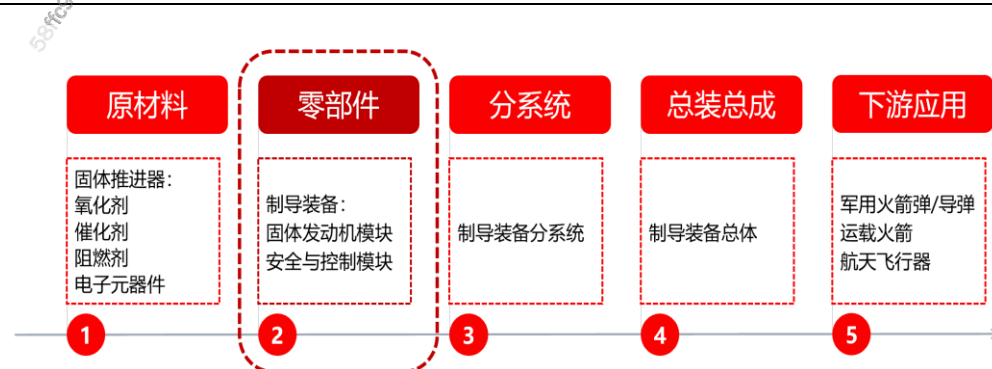 原材料
零部件
分系统
总装总成
下游应用
固体推进器：
氧化剂
催化剂
阻燃剂
电子元器件
制导装备：
固体发动机模块
安全与控制模块
制导装备分系统
制导装备总体
军用火箭弹/导弹
运载火箭
航天飞行器
1
2
3
4
5